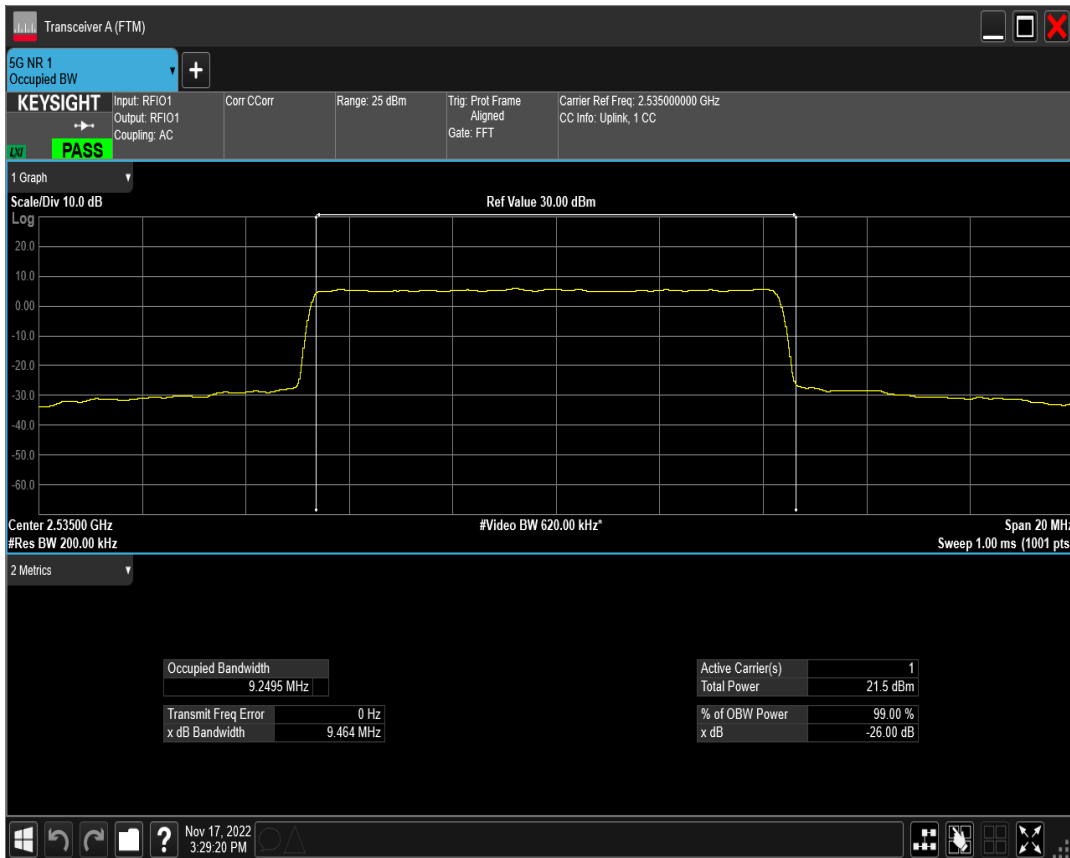 Transceiver A (FTM)
5G NR 1
Occupied BW
+
KEYSIGHT
LXI
PASS
Input: RFIO1
Output: RFIO1
Coupling: AC
Corr CCorr
Range: 25 dBm
Trig: Prot Frame
Aligned
Gate: FFT
Carrier Ref Freq: 2.535000000 GHz
CC Info: Uplink, 1 CC
1 Graph
Scale/Div 10.0 dB
Ref Value 30.00 dBm
Log
20.0
10.0
0.00
-10.0
-20.0
-30.0
-40.0
-50.0
-60.0
Center 2.53500 GHz
#Video BW 620.00 kHz*
Span 20 MHz
#Res BW 200.00 kHz
Sweep 1.00 ms (1001 pts
2 Metrics
Occupied Bandwidth
9.2495 MHz
Transmit Freq Error 0 Hz
x dB Bandwidth 9.464 MHz
Active Carrier(s) 1
Total Power 21.5 dBm
% of OBW Power 99.00 %
x dB -26.00 dB
?
Nov 17, 2022
3:29:20 PM